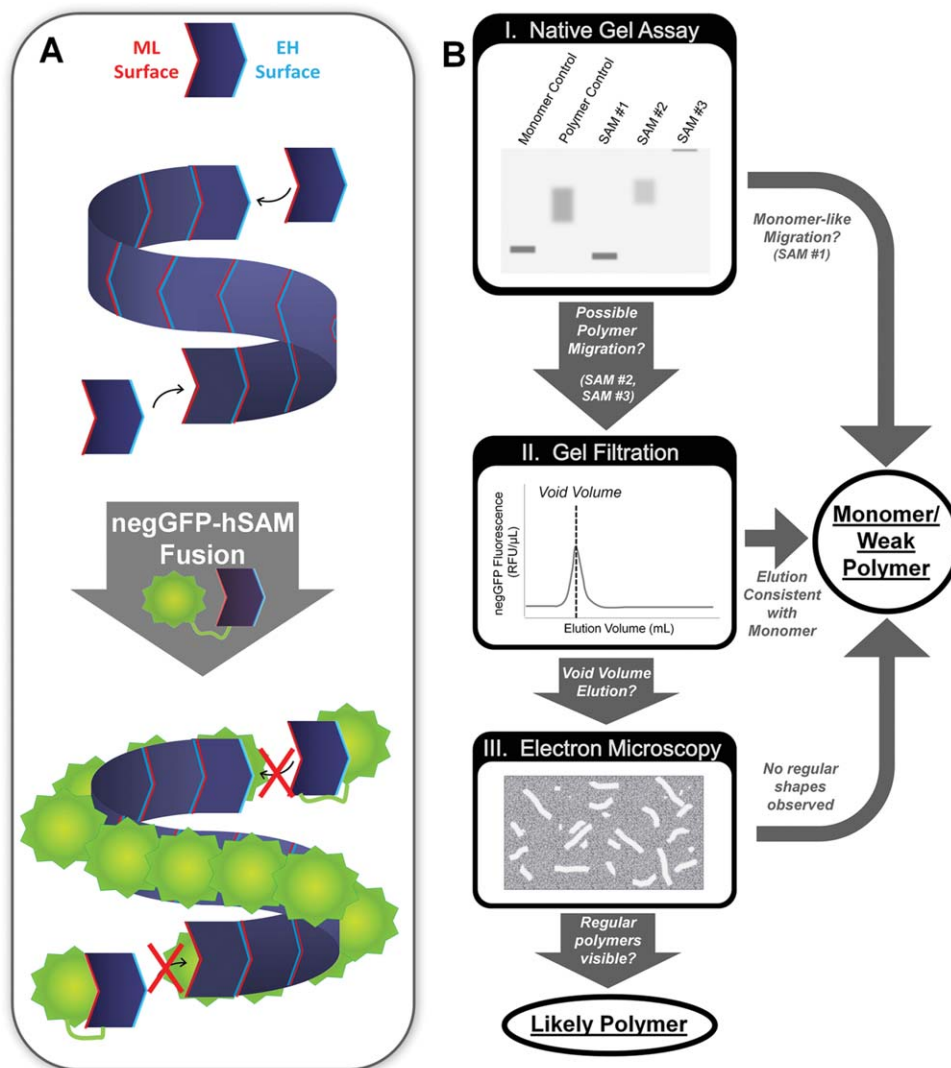 A
ML
Surface
EH
Surface
negGFP-hSAM
Fusion
B
I. Native Gel Assay
Monomer Control
Polymer Control
SAM #1
SAM #2
SAM #3
Monomer-like
Migration?
(SAM #1)
Possible
Polymer
Migration?
(SAM #2,
SAM #3)
II. Gel Filtration
Void Volume
negGFP Fluorescence
(RFU/µL)
Elution Volume (mL)
Monomer/
Weak
Polymer
Elution
Consistent
with
Monomer
Void Volume
Elution?
III. Electron Microscopy
No regular
shapes
observed
Regular
polymers
visible?
Likely Polymer